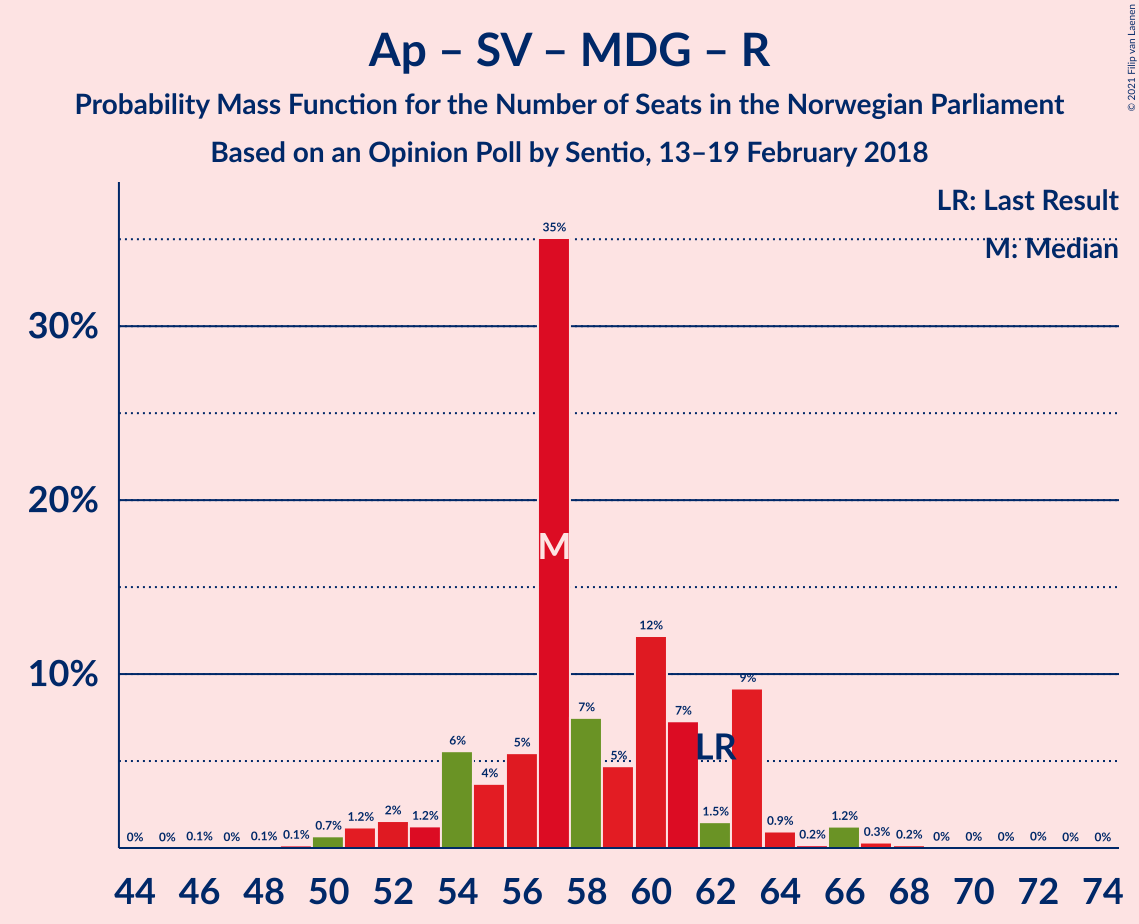 Ap – SV – MDG – R
Probability Mass Function for the Number of Seats in the Norwegian Parliament
Based on an Opinion Poll by Sentio, 13–19 February 2018
© 2021 Filip van Laenen
LR: Last Result
M: Median
30%
20%
10%
0% 0% 0.1% 0% 0.1% 0.1% 0.7% 1.2% 2% 1.2% 6% 4% 5% 35% 7% 5% 12% 7% 1.5% 9% 0.9% 0.2% 1.2% 0.3% 0.2% 0% 0% 0% 0% 0% 0%
M
LR
44 46 48 50 52 54 56 58 60 62 64 66 68 70 72 74